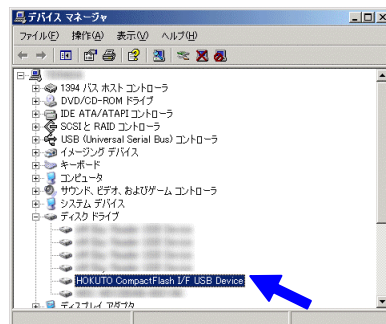 デバイス マネージャ
ファイル(F) 操作(A) 表示(V) ヘルプ(H)
1394 バス ホスト コントローラ
DVD/CD-ROM ドライブ
IDE ATA/ATAPI コントローラ
SCSI と RAID コントローラ
USB (Universal Serial Bus) コントローラ
イメージング デバイス
キーボード
コンピュータ
サウンド、ビデオ、およびゲーム コントローラ
システム デバイス
ディスク ドライブ
HOKUTO CompactFlash I/F USB Device
ディスプレイ アダプタ